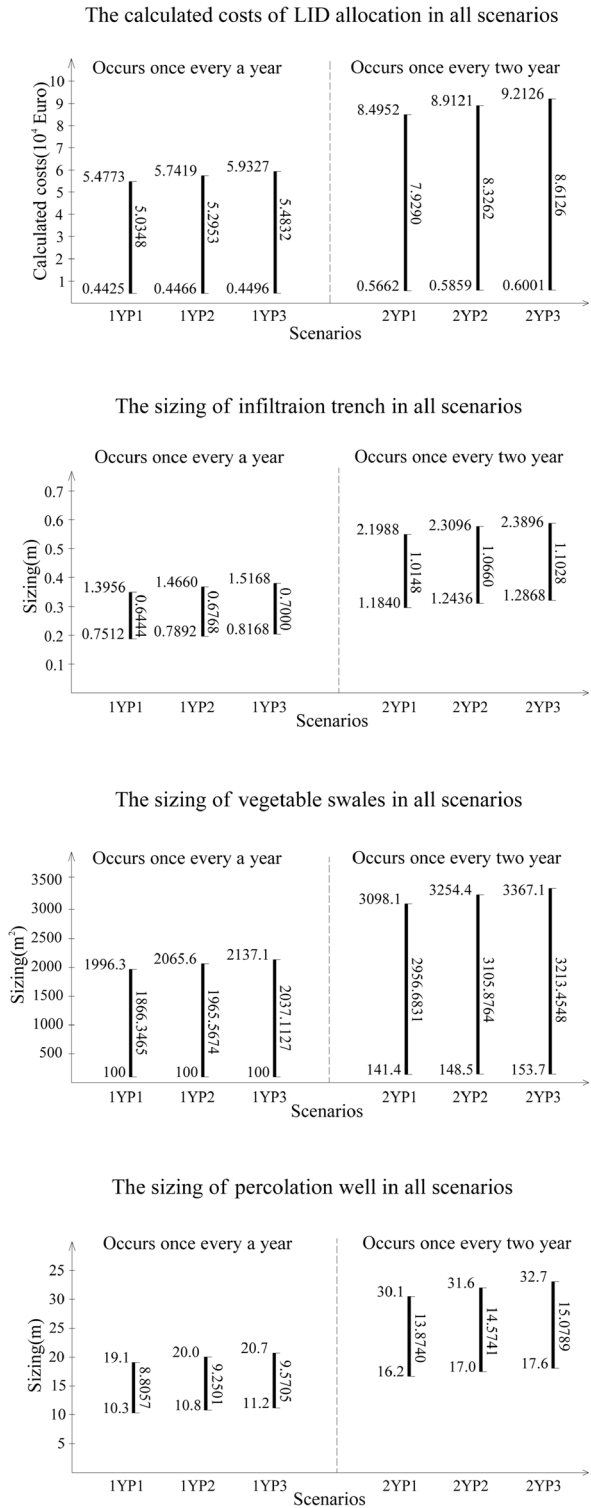 The calculated costs of LID allocation in all scenarios
Occurs once every a year
Occurs once every two year
Calculated costs(10⁴ Euro)
10
9
8
7
6
5
4
3
2
1
5.4773
5.0348
0.4425
5.7419
5.2953
0.4466
5.9327
5.4832
0.4496
8.4952
7.9290
0.5662
8.9121
8.3262
0.5859
9.2126
8.6126
0.6001
1YP1
1YP2
1YP3
2YP1
2YP2
2YP3
Scenarios
The sizing of infiltraion trench in all scenarios
Occurs once every a year
Occurs once every two year
Sizing(m)
0.7
0.6
0.5
0.4
0.3
0.2
0.1
1.3956
0.6444
0.7512
1.4660
0.6768
0.7892
1.5168
0.7000
0.8168
2.1988
1.0148
1.1840
2.3096
1.0660
1.2436
2.3896
1.1028
1.2868
1YP1
1YP2
1YP3
2YP1
2YP2
2YP3
Scenarios
The sizing of vegetable swales in all scenarios
Occurs once every a year
Occurs once every two year
Sizing(m²)
3500
3000
2500
2000
1500
1000
500
1996.3
1866.3465
100
2065.6
1965.5674
100
2137.1
2037.1127
100
3098.1
2956.6831
141.4
3254.4
3105.8764
148.5
3367.1
3213.4548
153.7
1YP1
1YP2
1YP3
2YP1
2YP2
2YP3
Scenarios
The sizing of percolation well in all scenarios
Occurs once every a year
Occurs once every two year
Sizing(m)
25
30
25
20
15
10
5
19.1
8.8057
10.3
20.0
9.2501
10.8
20.7
9.5705
11.2
30.1
13.8740
16.2
31.6
14.5741
17.0
32.7
15.0789
17.6
1YP1
1YP2
1YP3
2YP1
2YP2
2YP3
Scenarios